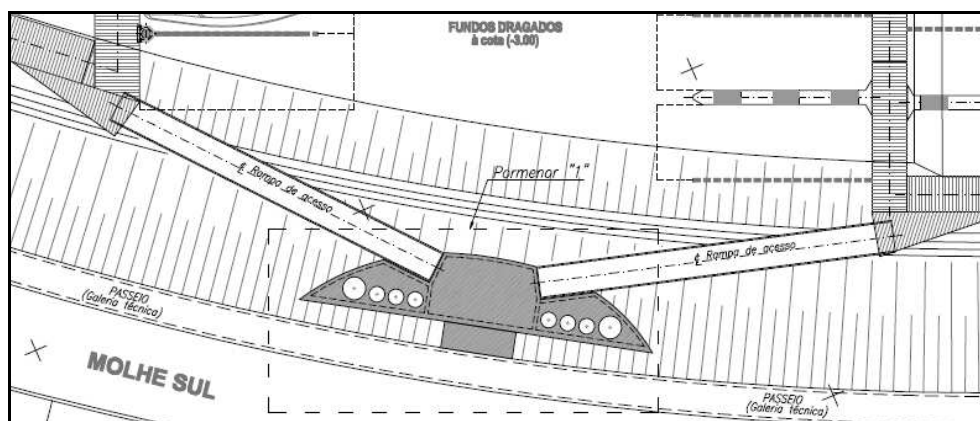 FUNDOS DRAGADOS
à cota (-3.00)
Pormenor "1"
℄ Rampa de acesso
℄ Rampa de acesso
PASSEIO
(Galeria técnica)
MOLHE SUL
PASSEIO
(Galeria técnica)